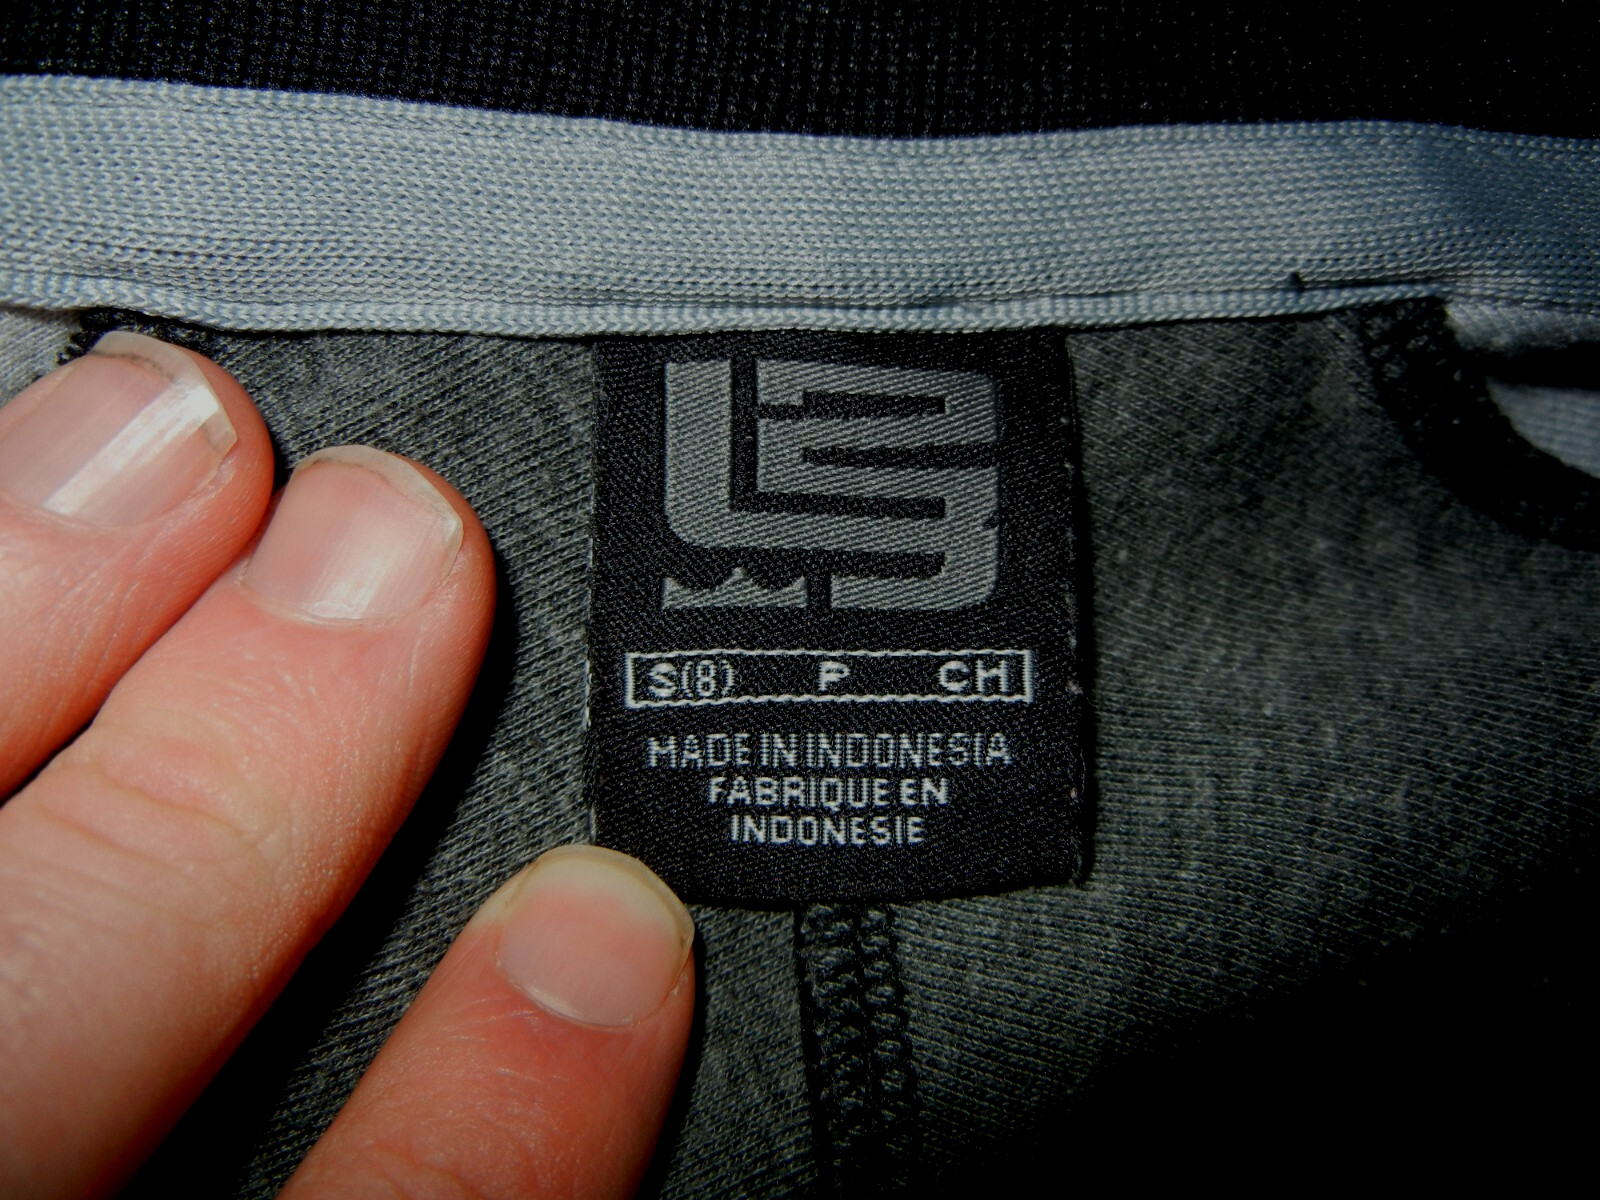 S(8) P CH
MADE IN INDONESIA
FABRIQUE EN
INDONESIE